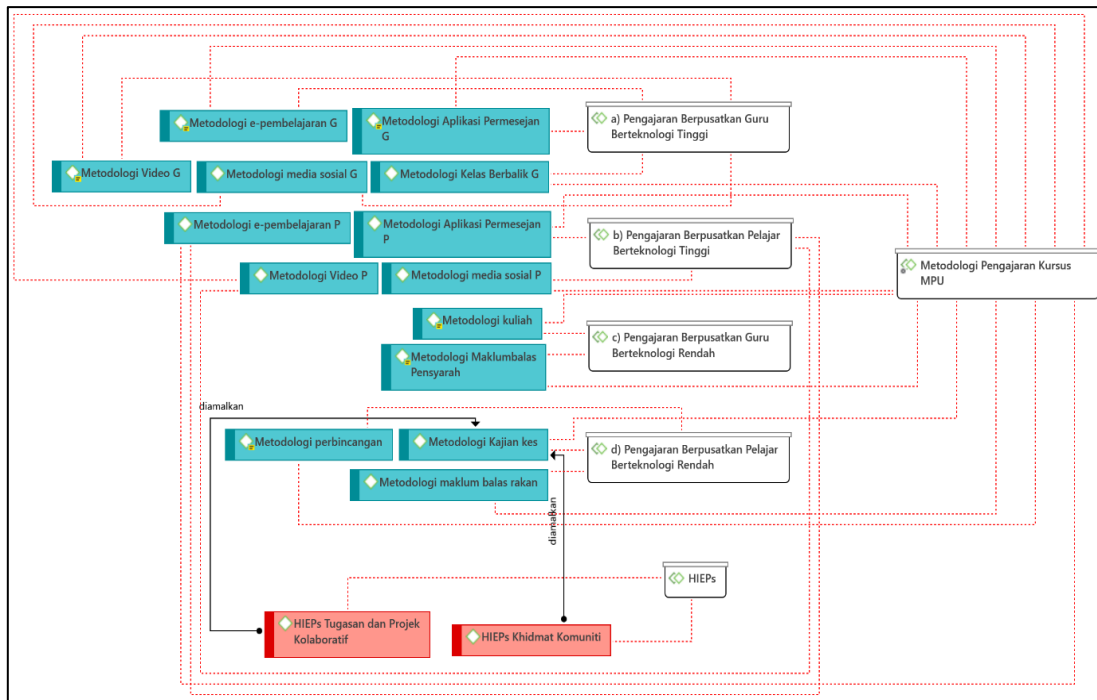 Metodologi e-pembelajaran G
Metodologi Aplikasi Permesejan
G
a) Pengajaran Berpusatkan Guru
Berteknologi Tinggi
Metodologi Video G
Metodologi media sosial G
Metodologi Kelas Berbalik G
Metodologi e-pembelajaran P
Metodologi Aplikasi Permesejan
P
b) Pengajaran Berpusatkan Pelajar
Berteknologi Tinggi
Metodologi Pengajaran Kursus
MPU
Metodologi Video P
Metodologi media sosial P
Metodologi kuliah
c) Pengajaran Berpusatkan Guru
Berteknologi Rendah
Metodologi Maklumbalas
Pensyarah
diamalkan
Metodologi perbincangan
Metodologi Kajian kes
d) Pengajaran Berpusatkan Pelajar
Berteknologi Rendah
Metodologi maklum balas rakan
diamalkan
HIEPs
HIEPs Tugasan dan Projek
Kolaboratif
HIEPs Khidmat Komuniti